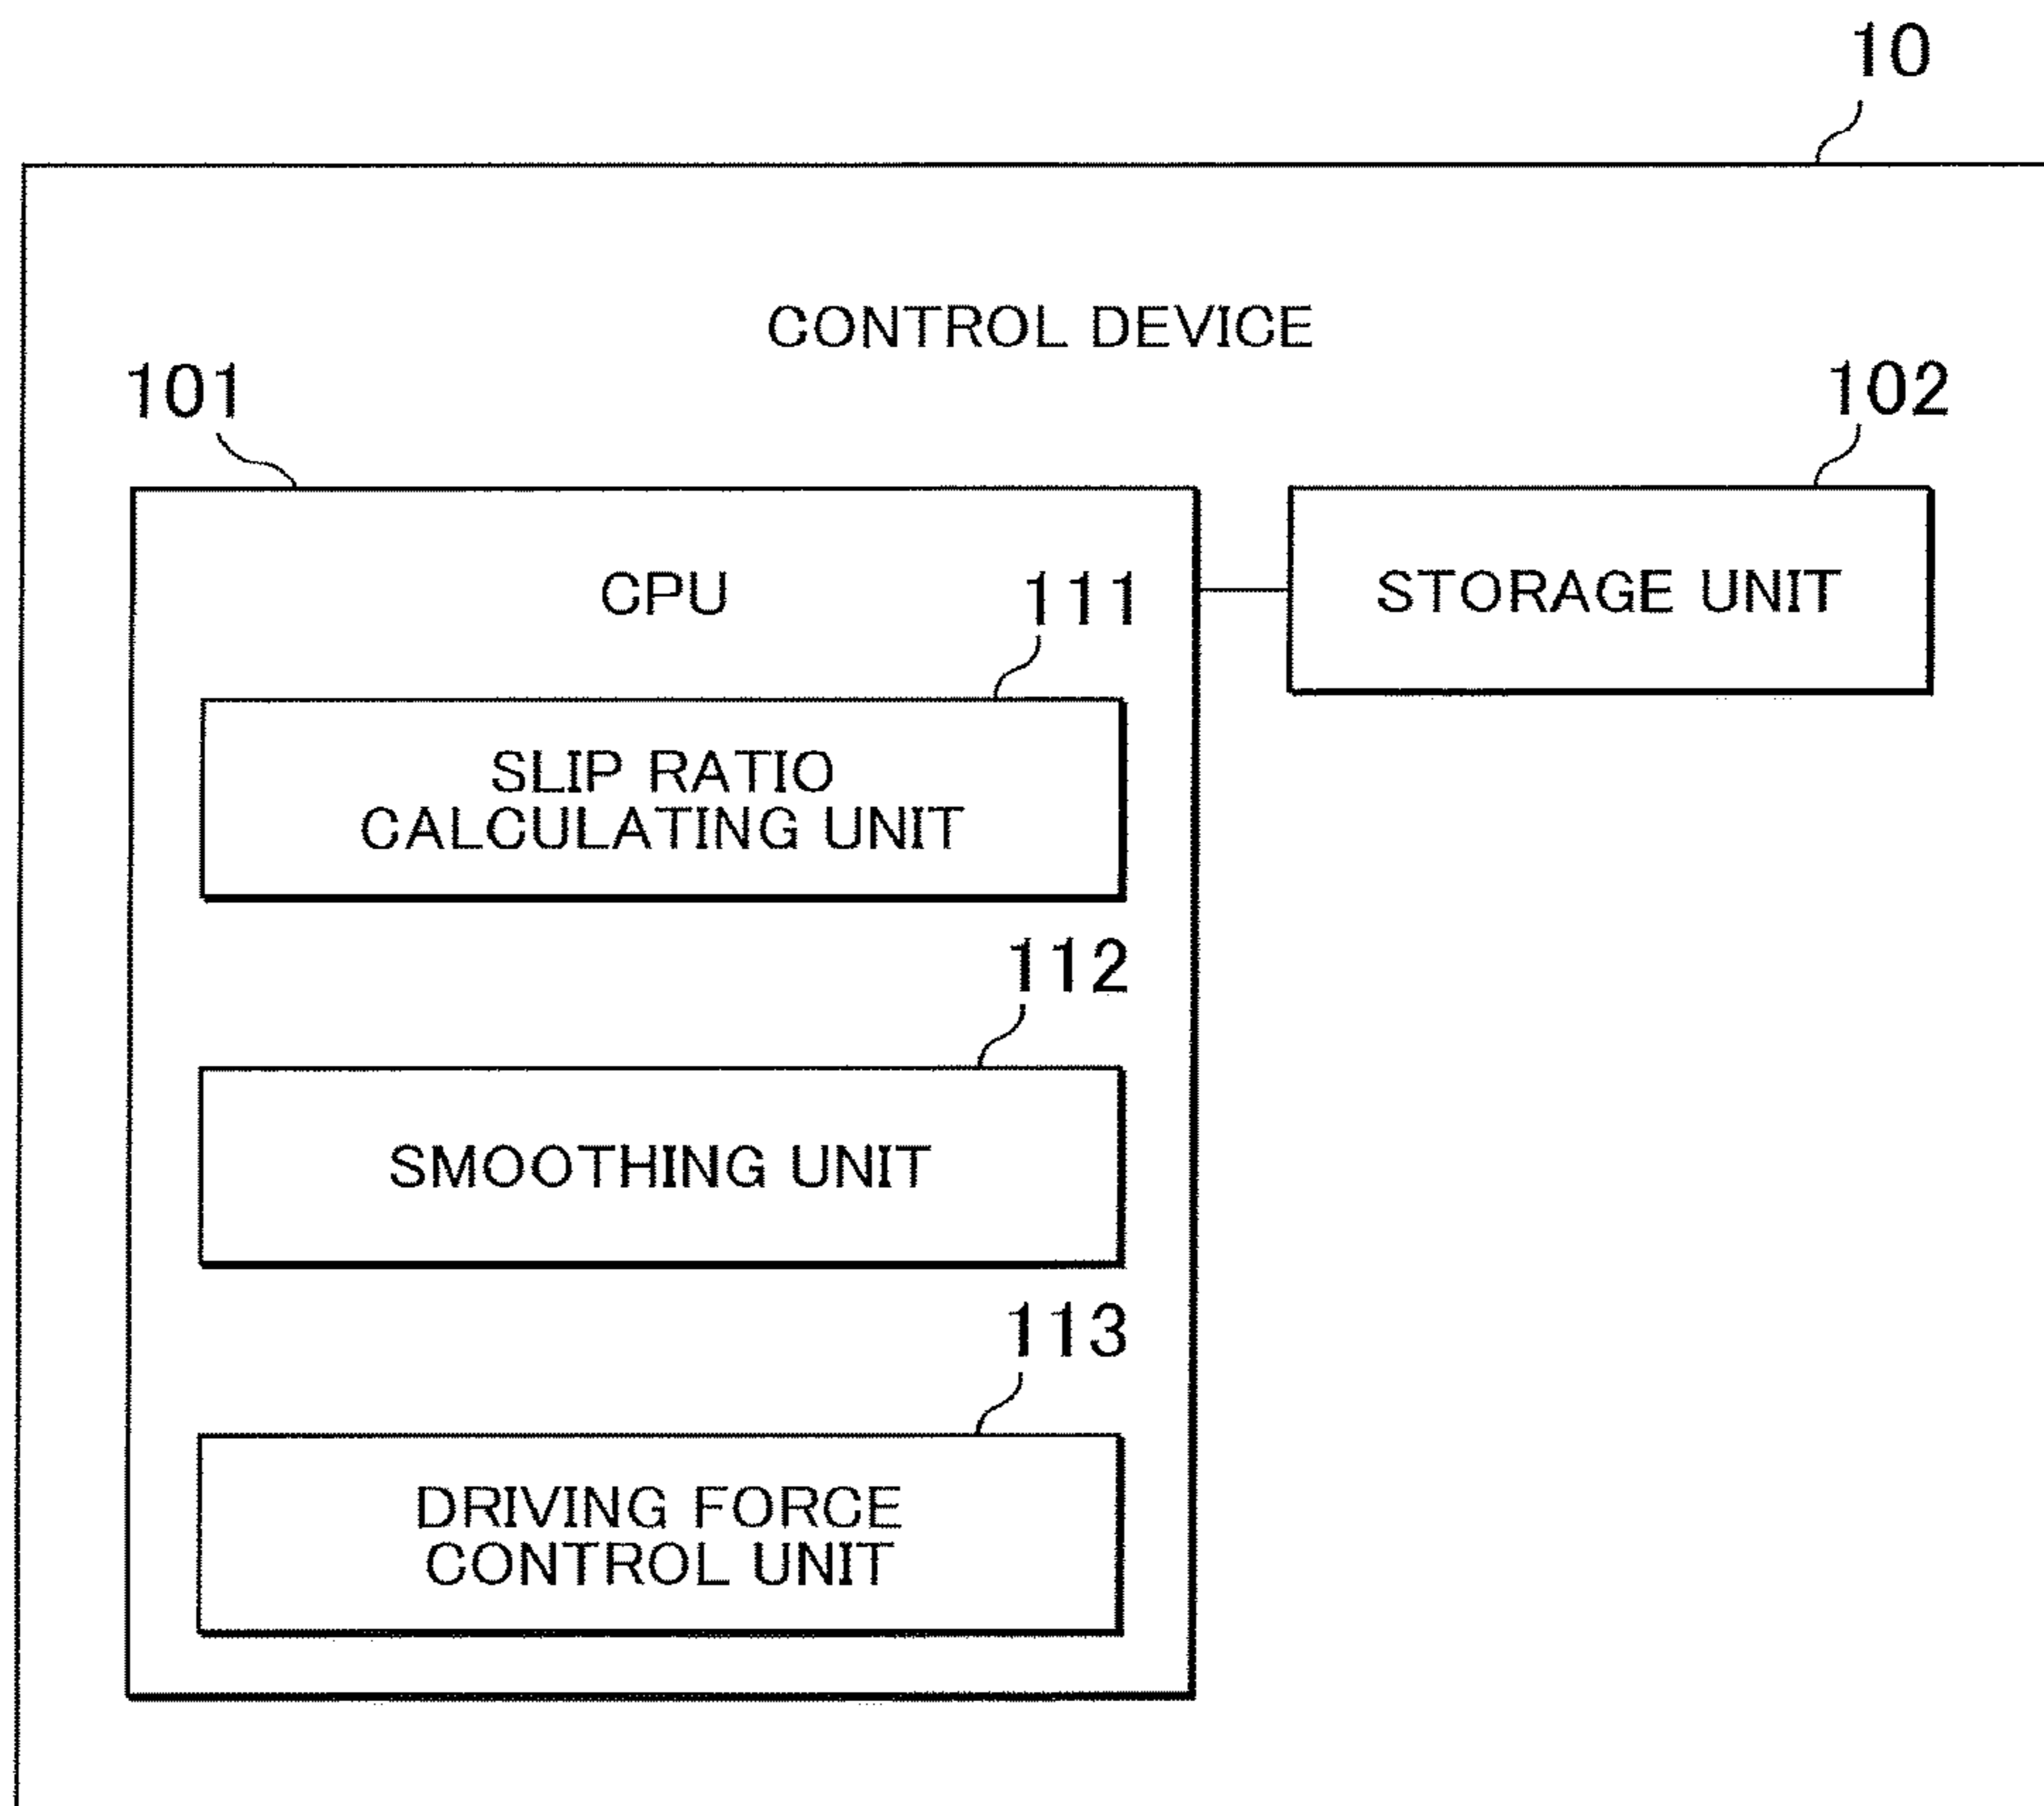 10
CONTROL DEVICE
101
102
CPU
111
STORAGE UNIT
SLIP RATIO
CALCULATING UNIT
112
SMOOTHING UNIT
113
DRIVING FORCE
CONTROL UNIT